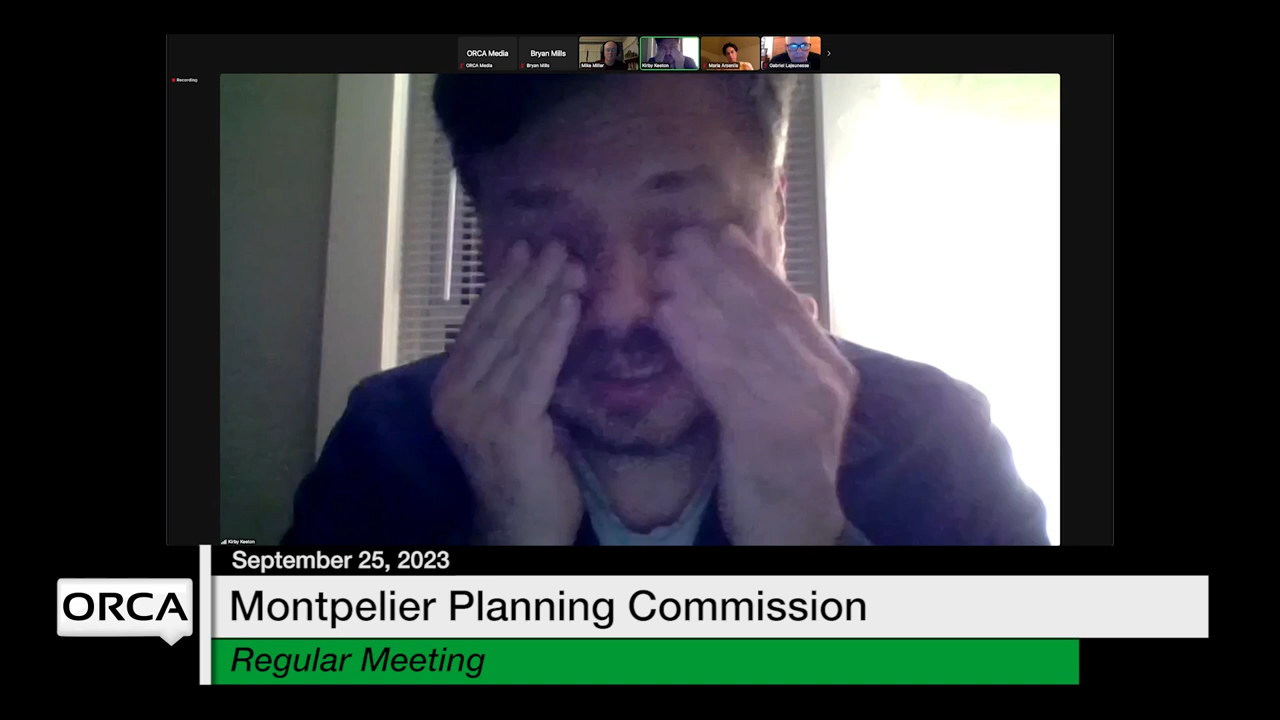 ORCA Media
Bryan Mills
ORCA Media
Bryan Mills
Mike Miller
Kirby Keeton
Maria Arsenlis
Gabriel Lajeunesse
Recording
Kirby Keeton
September 25, 2023
ORCA
Montpelier Planning Commission
Regular Meeting